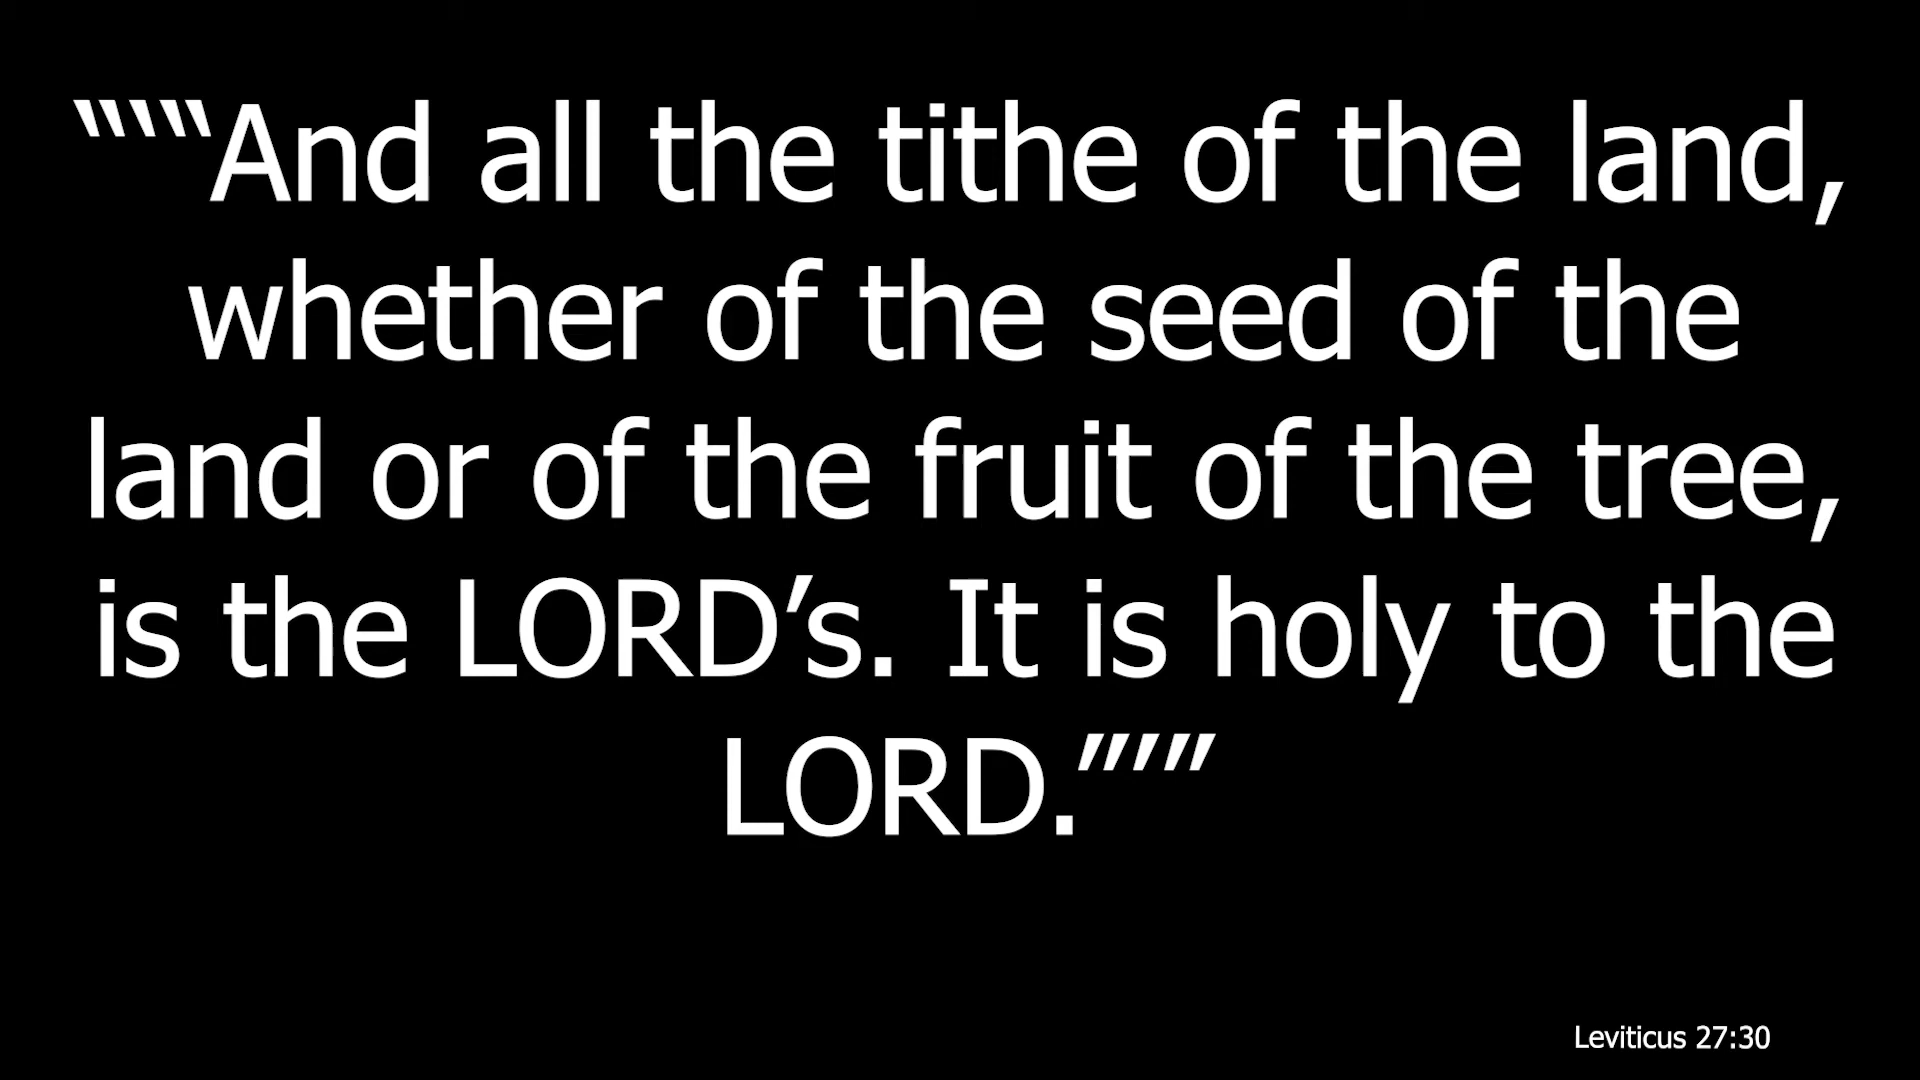 “‘“‘“And all the tithe of the land,
whether of the seed of the
land or of the fruit of the tree,
is the LORD’s. It is holy to the
LORD.”’”
Leviticus 27:30